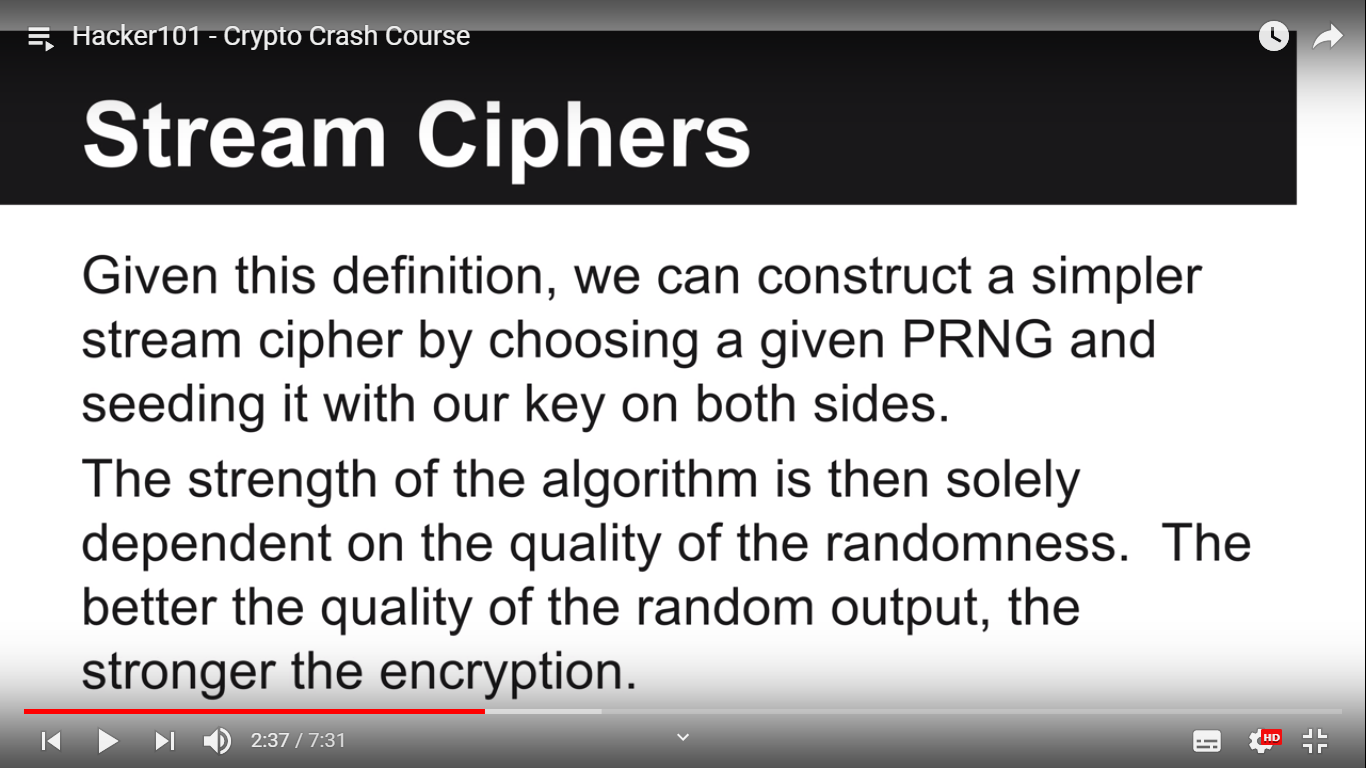 Hacker101 - Crypto Crash Course
Stream Ciphers
Given this definition, we can construct a simpler
stream cipher by choosing a given PRNG and
seeding it with our key on both sides.
The strength of the algorithm is then solely
dependent on the quality of the randomness.  The
better the quality of the random output, the
stronger the encryption.
2:37 / 7:31
HD